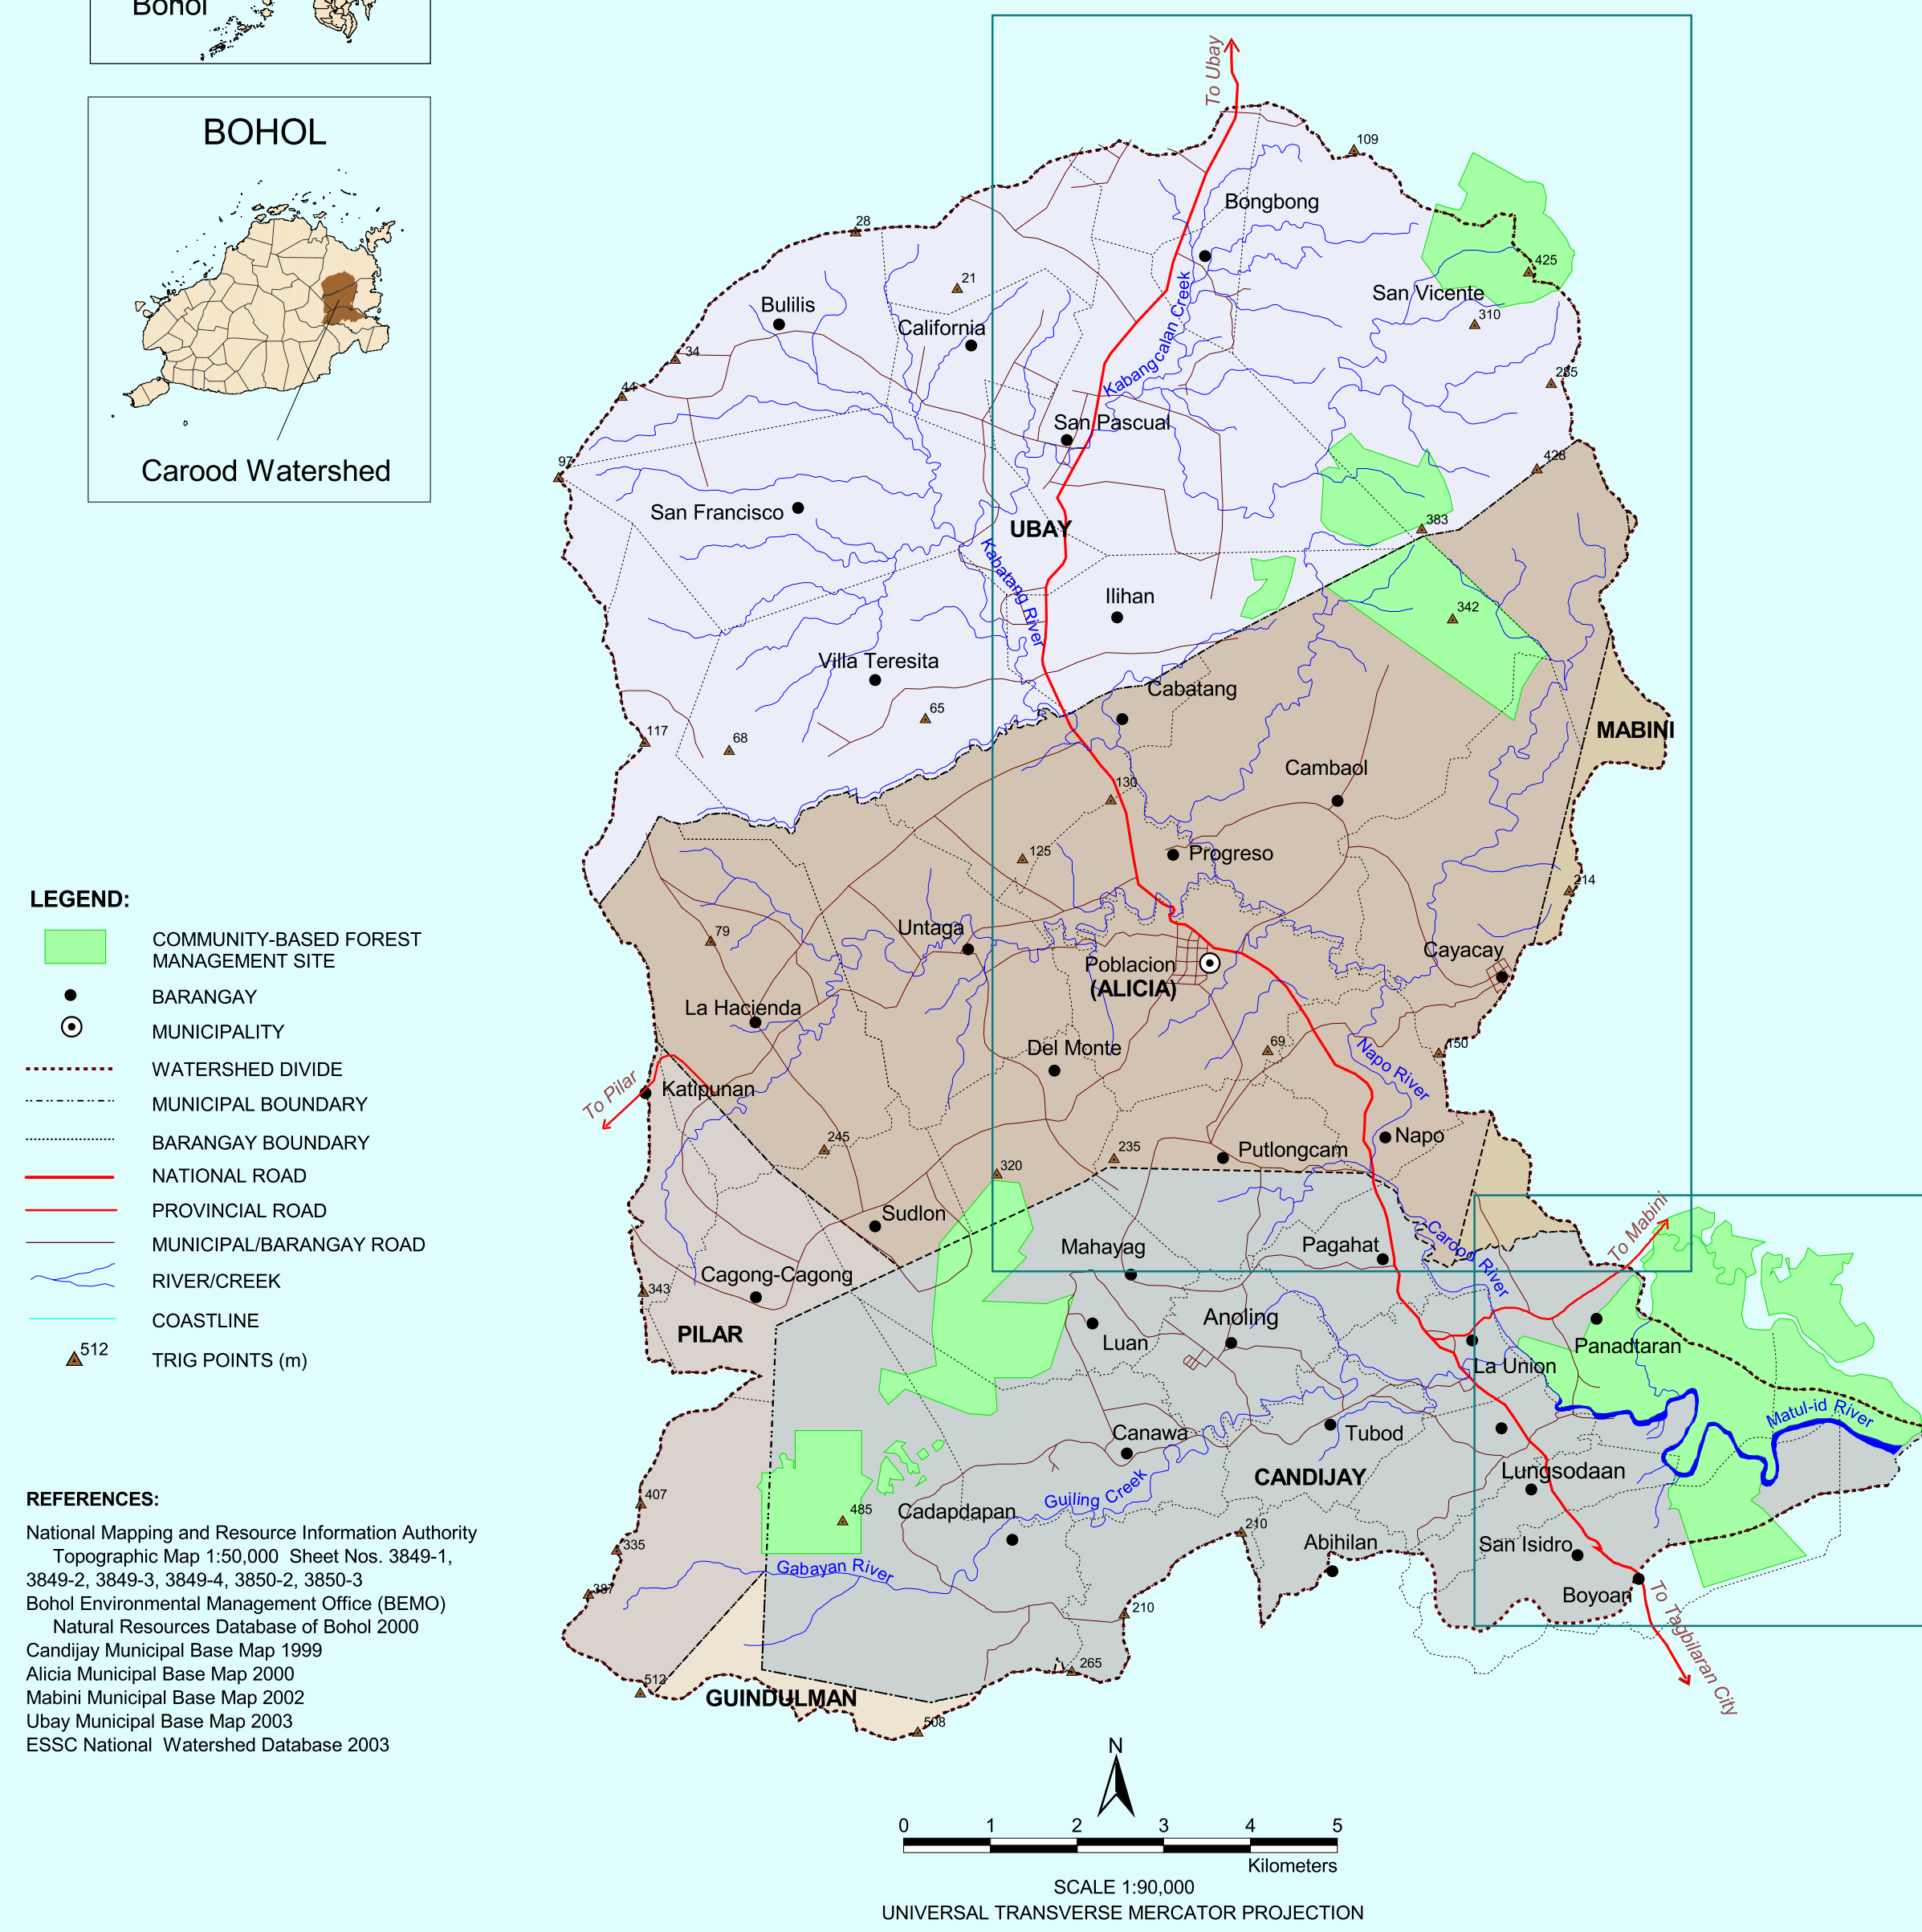 Bohol
BOHOL
Carood Watershed
To Ubay
109
Bongbong
28
425
21
San Vicente
Bulilis
310
California
Kabangcalan Creek
34
285
44
San Pascual
97
428
San Francisco
383
UBAY
Kabatang River
Ilihan
342
Villa Teresita
Cabatang
65
117
68
MABINI
Cambaol
130
125
Progreso
214
79
Untaga
Cayacay
Poblacion
(ALICIA)
La Hacienda
Del Monte
69
150
Napo River
To Pilar
Katipunan
245
235
Putlongcam
Napo
320
Sudlon
To Mabini
Mahayag
Pagahat
Carood River
Cagong-Cagong
343
Anoling
PILAR
Luan
Panadtaran
La Union
Matul-id River
Canawa
Tubod
CANDIJAY
Lungsodaan
407
485
Cadapdapan
Guiling Creek
210
335
Abihilan
San Isidro
Gabayan River
387
Boyoan
210
To Tagbilaran City
265
512
GUINDULMAN
508
LEGEND:
COMMUNITY-BASED FOREST
MANAGEMENT SITE
BARANGAY
MUNICIPALITY
WATERSHED DIVIDE
MUNICIPAL BOUNDARY
BARANGAY BOUNDARY
NATIONAL ROAD
PROVINCIAL ROAD
MUNICIPAL/BARANGAY ROAD
RIVER/CREEK
COASTLINE
512
TRIG POINTS (m)
REFERENCES:
National Mapping and Resource Information Authority
Topographic Map 1:50,000 Sheet Nos. 3849-1,
3849-2, 3849-3, 3849-4, 3850-2, 3850-3
Bohol Environmental Management Office (BEMO)
Natural Resources Database of Bohol 2000
Candijay Municipal Base Map 1999
Alicia Municipal Base Map 2000
Mabini Municipal Base Map 2002
Ubay Municipal Base Map 2003
ESSC National Watershed Database 2003
N
0 1 2 3 4 5
Kilometers
SCALE 1:90,000
UNIVERSAL TRANSVERSE MERCATOR PROJECTION